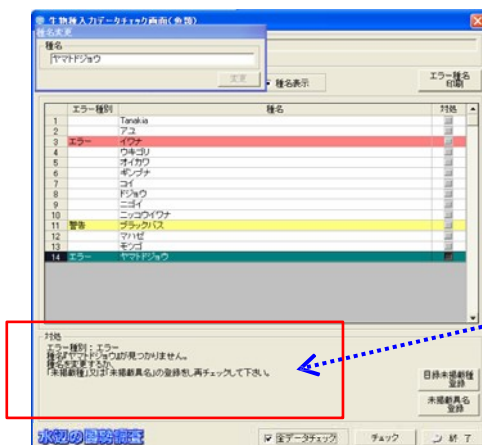 生物種入力データチェック画面(魚類)
種名変更
種名
ヤマトドジョウ
変更
種名表示
エラー種名
印刷
エラー種別 種名 対処
1 Tanakia
2 アユ
3 エラー イワナ
4 ウキゴリ
5 オイカワ
6 ギンブナ
7 コイ
8 ドジョウ
9 ニゴイ
10 ニッコウイワナ
11 警告 ブラックバス
12 マハゼ
13 モツゴ
14 エラー ヤマトドジョウ
対処
エラー種別：エラー
種名『ヤマトドジョウ』が見つかりません。
種名を変更するか、
「未掲載種」又は「未掲載異名」の登録をし再チェックして下さい。
目録未掲載種
登録
未掲載異名
登録
水辺の国勢調査
全データチェック
チェック
終 了